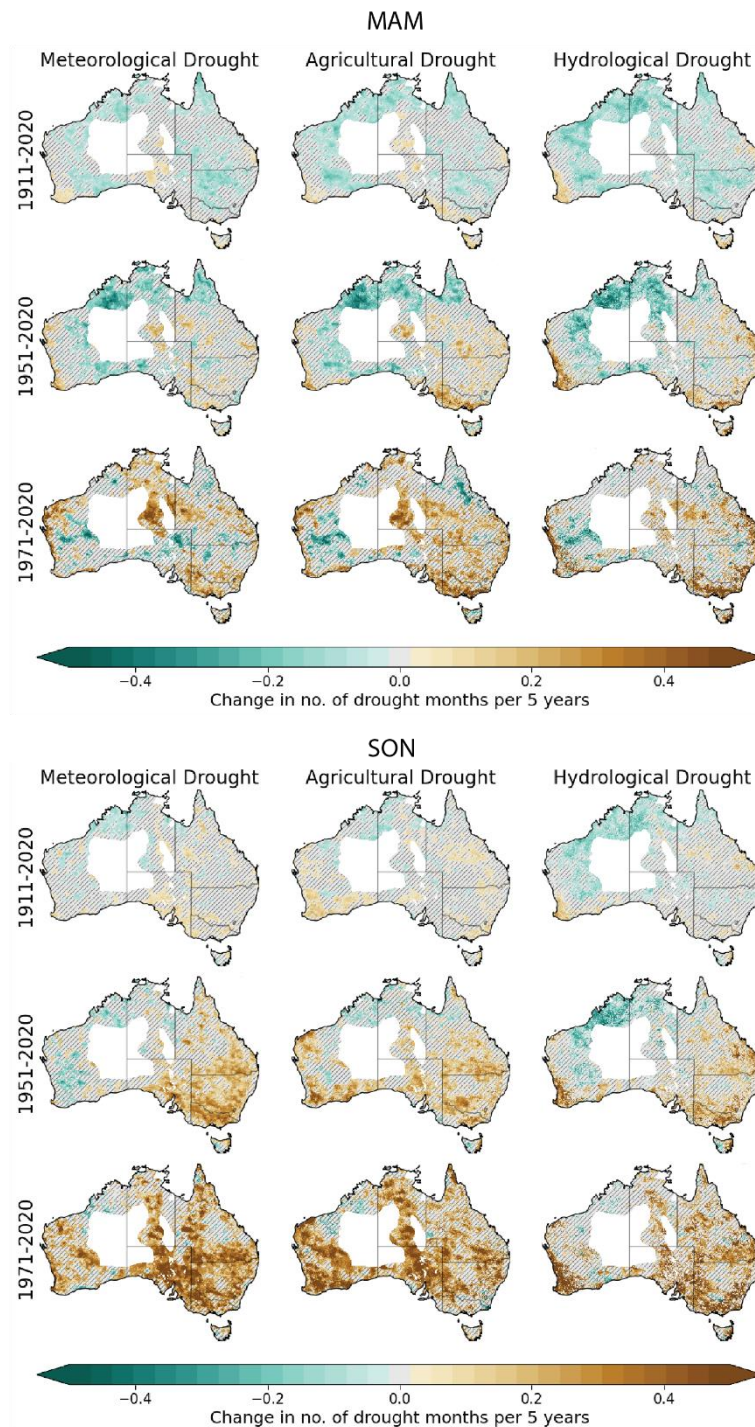 MAM
Meteorological Drought Agricultural Drought Hydrological Drought
1911-2020
1951-2020
1971-2020
−0.4 −0.2 0.0 0.2 0.4
Change in no. of drought months per 5 years
SON
Meteorological Drought Agricultural Drought Hydrological Drought
1911-2020
1951-2020
1971-2020
−0.4 −0.2 0.0 0.2 0.4
Change in no. of drought months per 5 years